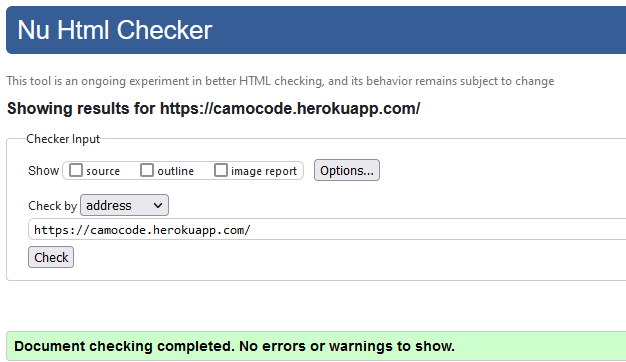 Nu Html Checker
This tool is an ongoing experiment in better HTML checking, and its behavior remains subject to change
Showing results for https://camocode.herokuapp.com/
Checker Input
Show source outline image report Options...
Check by address
https://camocode.herokuapp.com/
Check
Document checking completed. No errors or warnings to show.